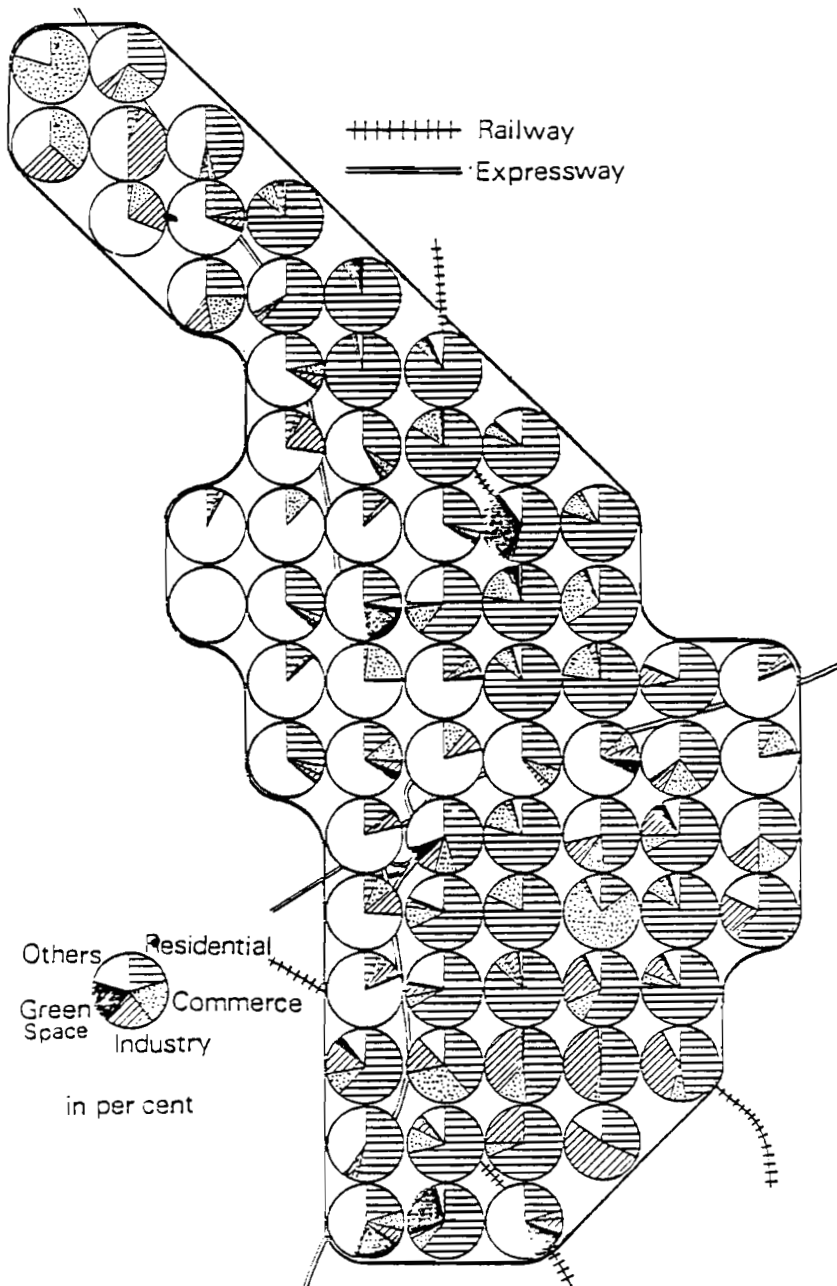 Railway
Expressway
Others
Residential
Green
Space
Commerce
Industry
in per cent